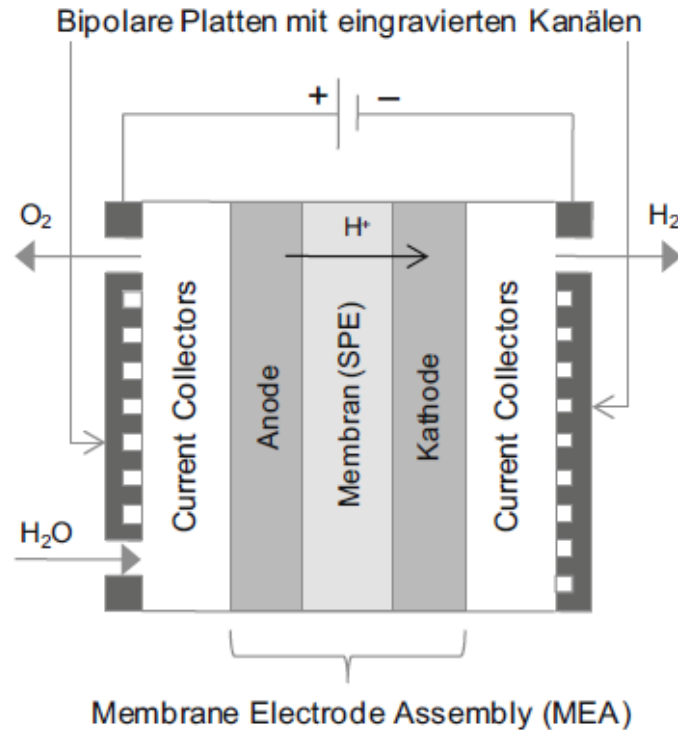 Bipolare Platten mit eingravierten Kanälen
+ −
O₂
H⁺
H₂
Current Collectors
Anode
Membran (SPE)
Kathode
Current Collectors
H₂O
Membrane Electrode Assembly (MEA)